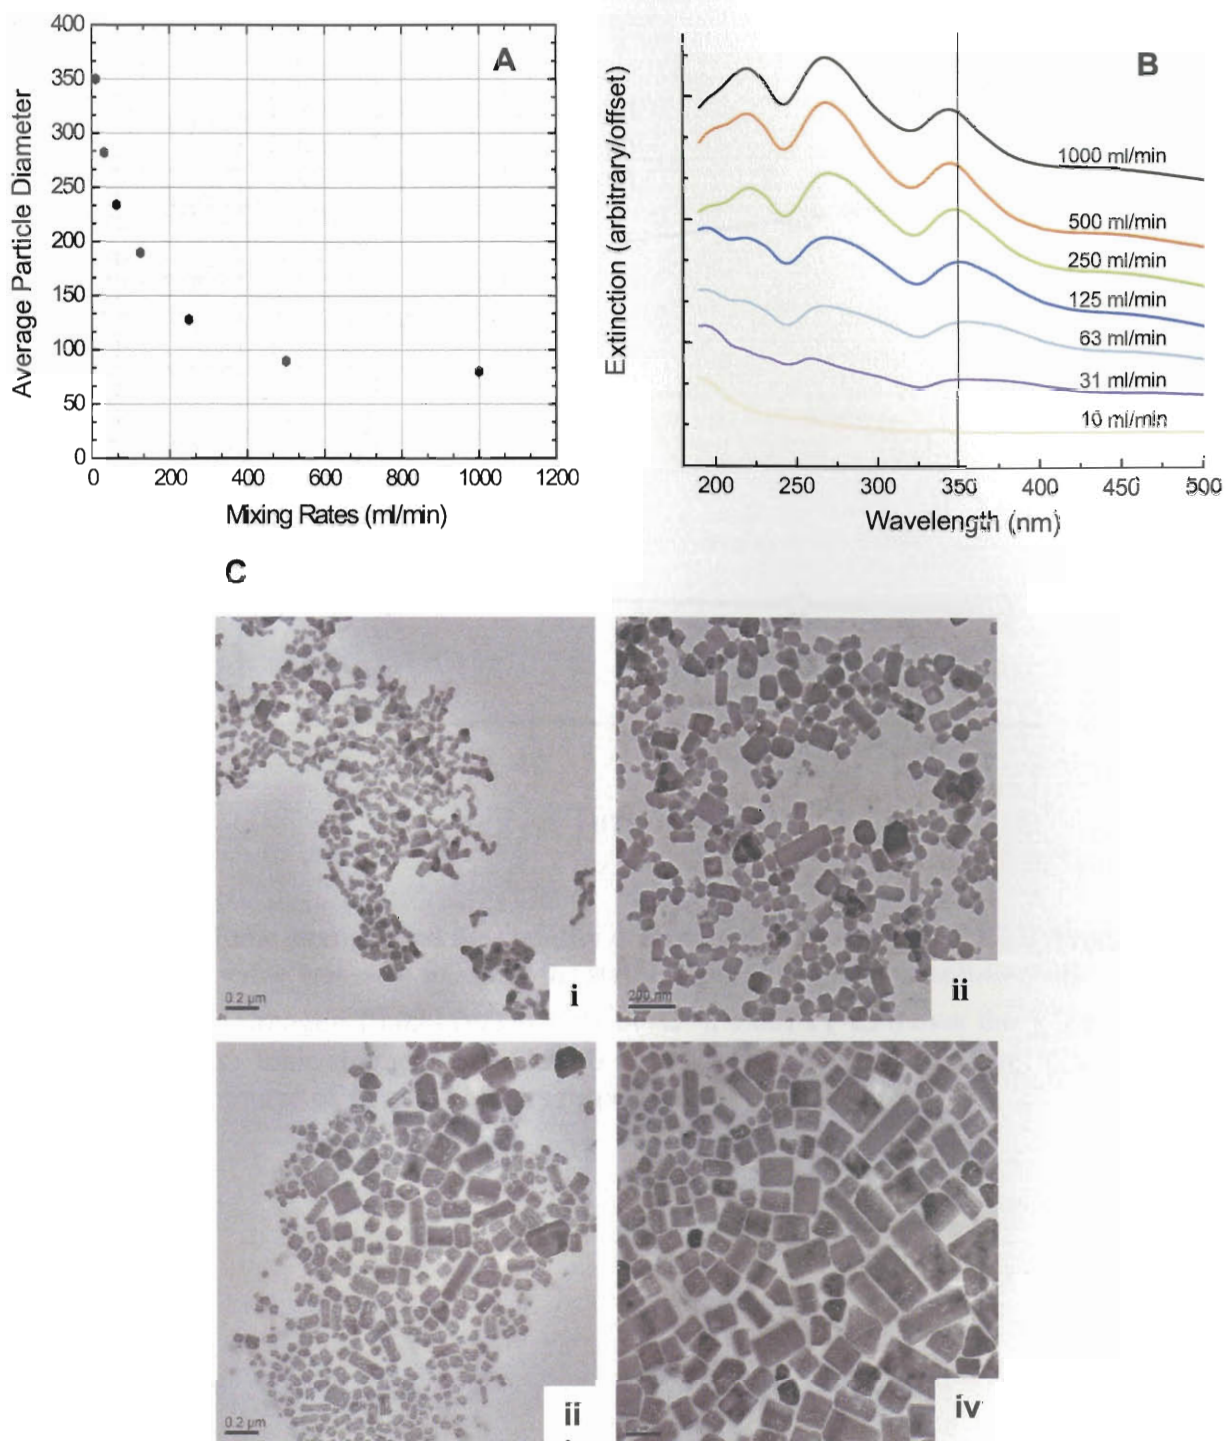 A
Average Particle Diameter
400
350
300
250
200
150
100
50
0
0 200 400 600 800 1000 1200
Mixing Rates (ml/min)
B
Extinction (arbitrary/offset)
1000 ml/min
500 ml/min
250 ml/min
125 ml/min
63 ml/min
31 ml/min
10 ml/min
200 250 300 350 400 450 500
Wavelength (nm)
C
0.2 μm
i
200 nm
ii
0.2 μm
ii
iv